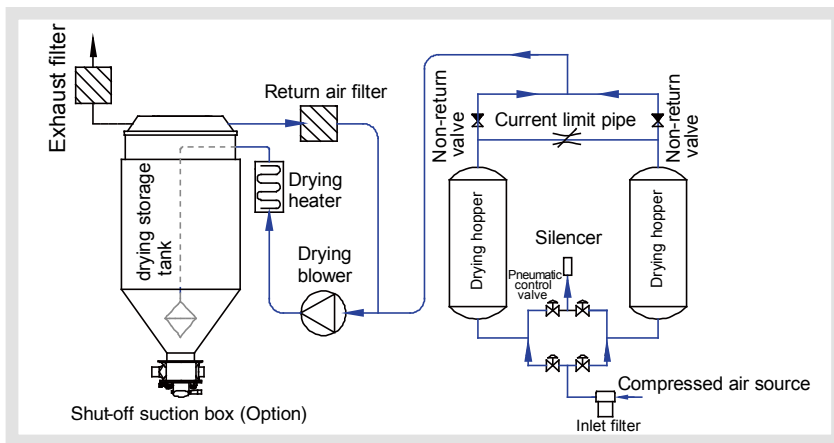 Exhaust filter
Return air filter
Non-return
valve
Current limit pipe
Non-return
valve
drying storage
tank
Drying
heater
Drying
blower
Drying hopper
Silencer
Pneumatic
control
valve
Drying hopper
Compressed air source
Inlet filter
Shut-off suction box (Option)